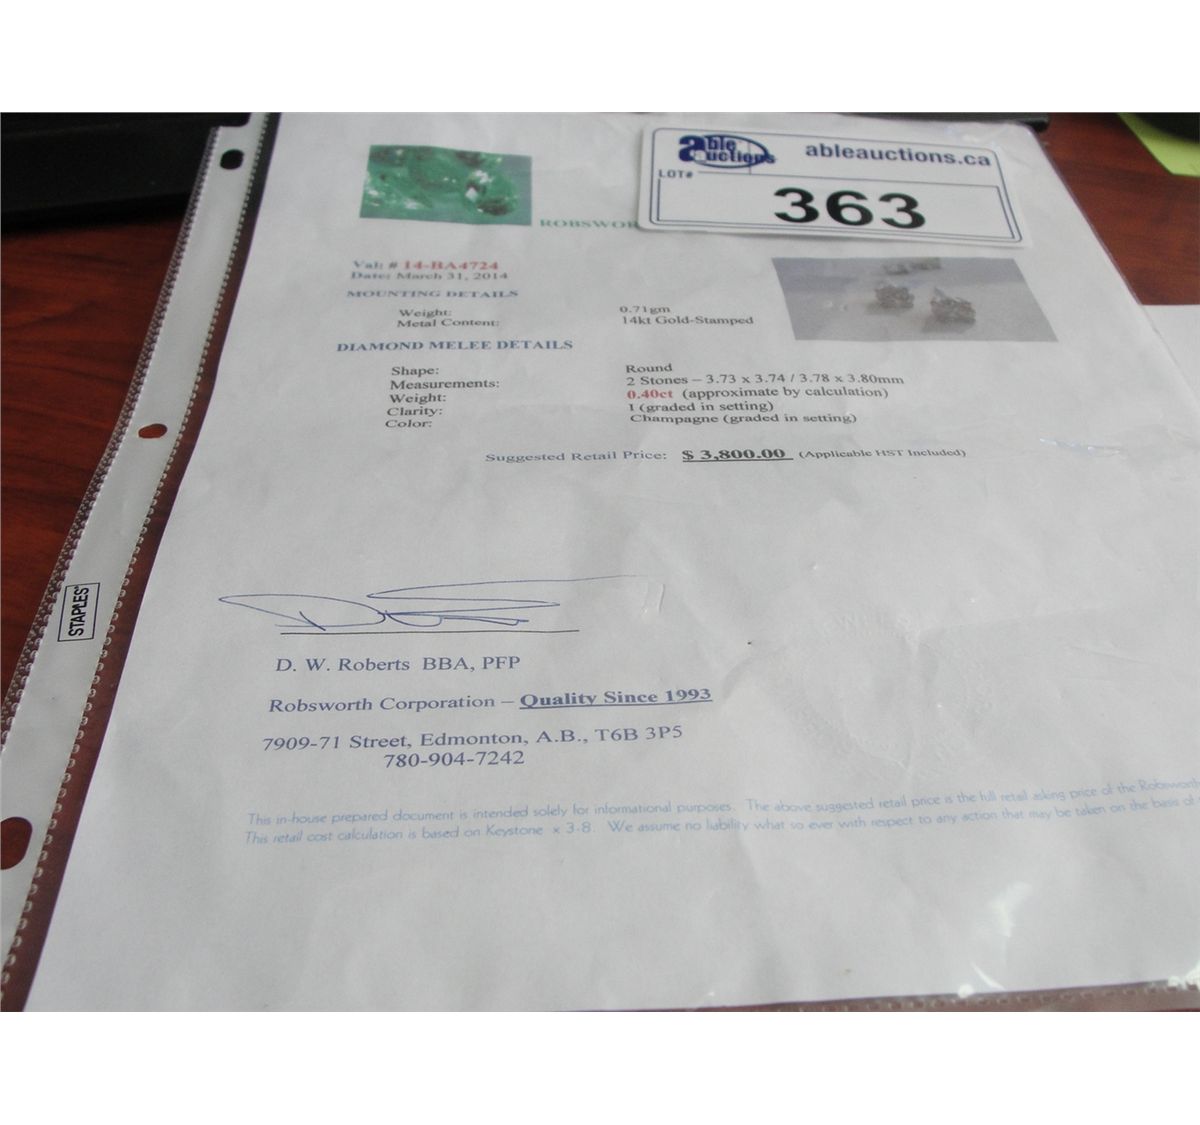 able auctions
ableauctions.ca
LOT#
363
Val: # 14-BA4724
Date: March 31, 2014
MOUNTING DETAILS
Weight: 0.71gm
Metal Content: 14kt Gold-Stamped
DIAMOND MELEE DETAILS
Shape: Round
Measurements: 2 Stones – 3.73 x 3.74 / 3.78 x 3.80mm
Weight: 0.40ct (approximate by calculation)
Clarity: I (graded in setting)
Color: Champagne (graded in setting)
Suggested Retail Price: $ 3,800.00 (Applicable HST Included)
STAPLES
D. W. Roberts BBA, PFP
Robsworth Corporation – Quality Since 1993
7909-71 Street, Edmonton, A.B., T6B 3P5
780-904-7242
This in-house prepared document is intended solely for informational purposes. The above suggested retail price is the full retail asking price of the Robsworth
This retail cost calculation is based on Keystone x 3-8. We assume no liability what so ever with respect to any action that may be taken on the basis of